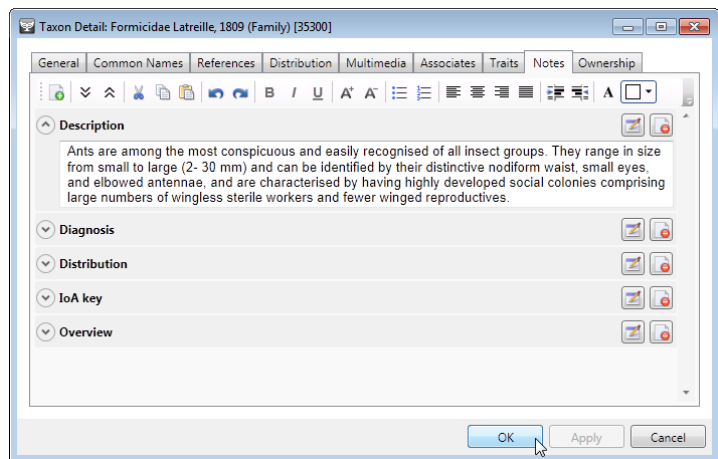 Taxon Detail: Formicidae Latreille, 1809 (Family) [35300]
General Common Names References Distribution Multimedia Associates Traits Notes Ownership
B I U A+ A- A
Description
Ants are among the most conspicuous and easily recognised of all insect groups. They range in size
from small to large (2- 30 mm) and can be identified by their distinctive nodiform waist, small eyes,
and elbowed antennae, and are characterised by having highly developed social colonies comprising
large numbers of wingless sterile workers and fewer winged reproductives.
Diagnosis
Distribution
IoA key
Overview
OK Apply Cancel